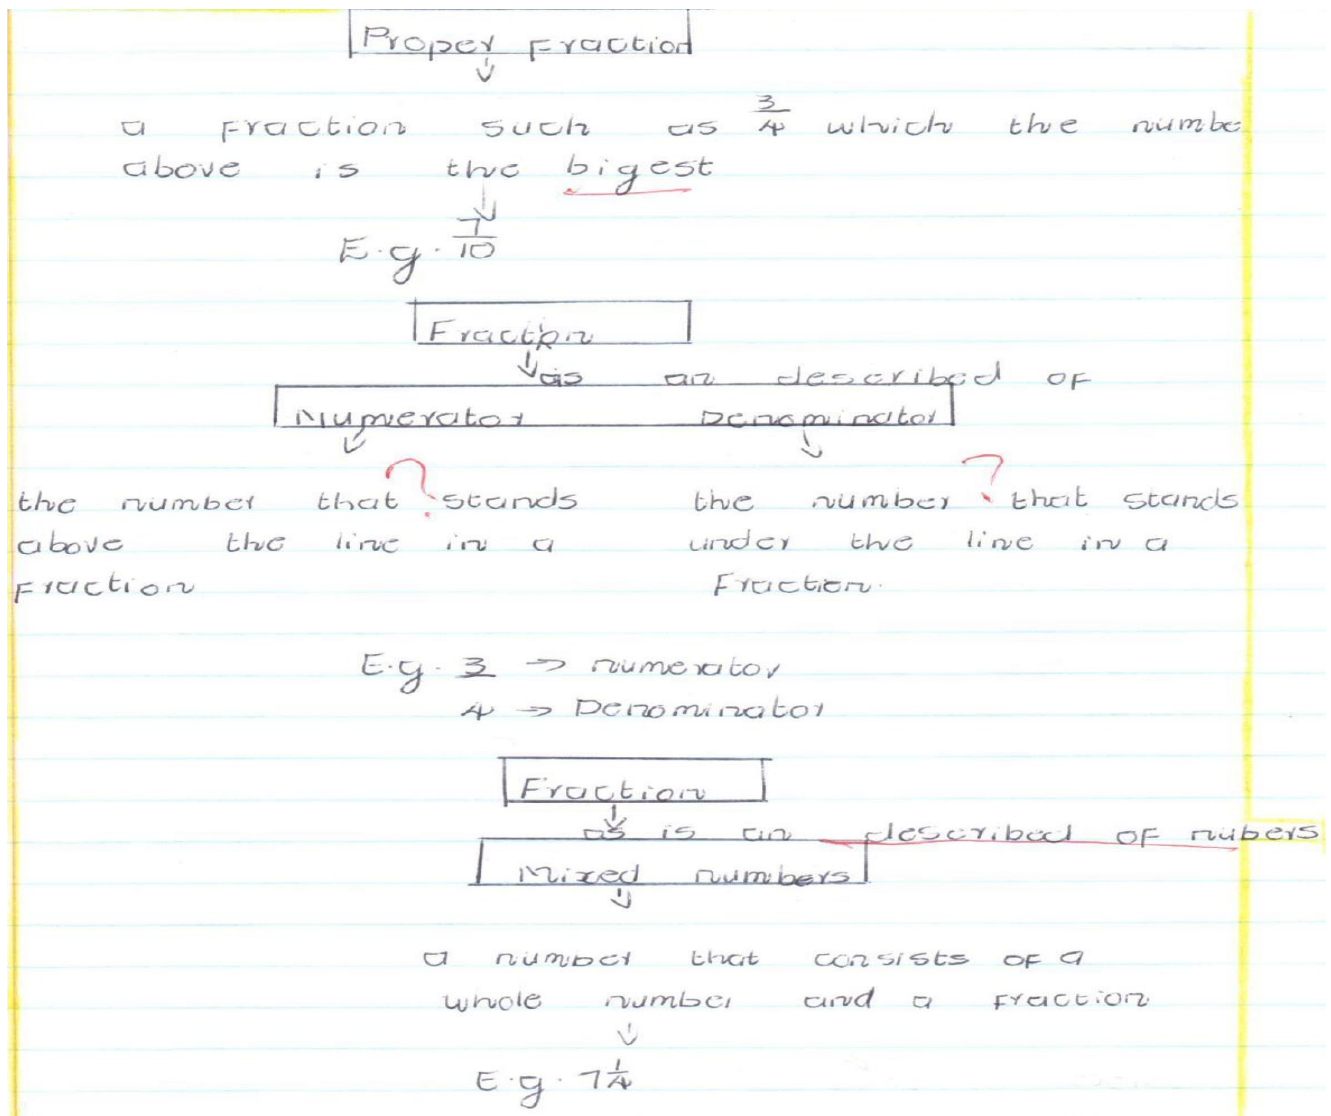 Proper Fraction
a fraction such as 3/4 which the numbe
above is the bigest
E.g. 7/10
Fraction
as an described of
Numerator Denominator
the number that ? stands the number ? that stands
above the line in a under the line in a
Fraction Fraction.
E.g. 3 → numerator
4 → Denominator
Fraction
as is an described of nubers
Mixed numbers
a number that consists of a
whole number and a fraction
E.g. 7 1/4